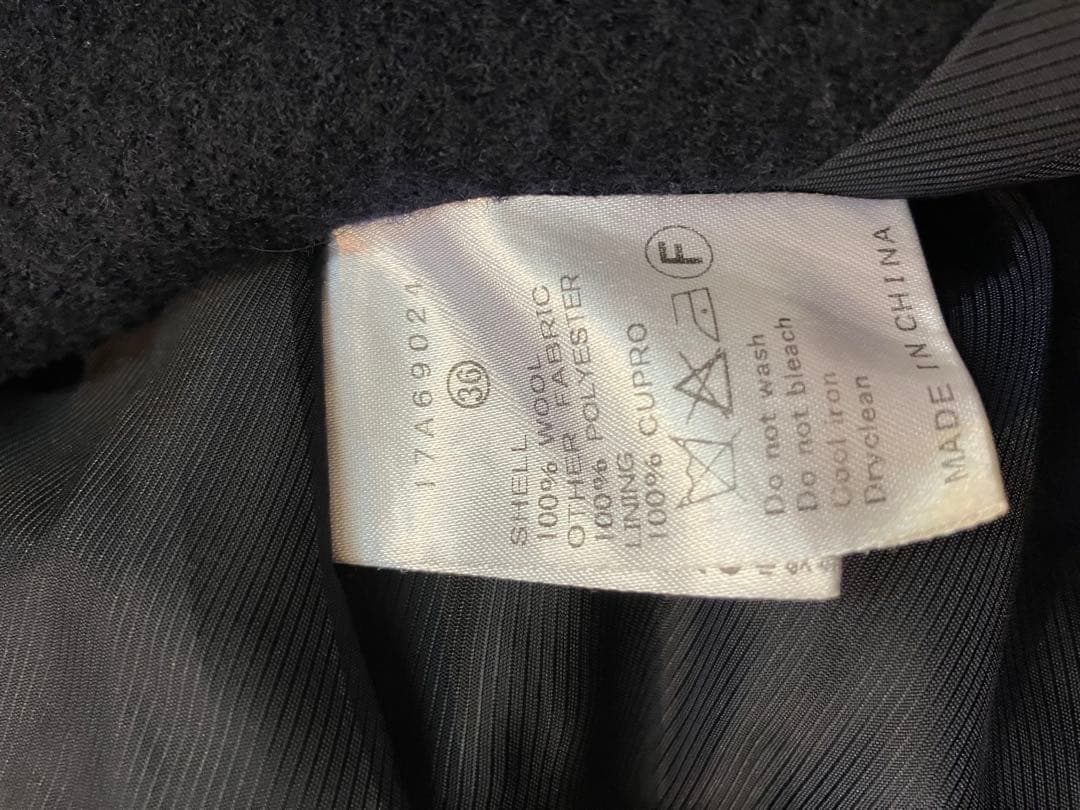 17A69024
36
SHELL
100% WOOL
OTHER FABRIC
100% POLYESTER
LINING
100% CUPRO
F
Do not wash
Do not bleach
Cool iron
Dryclean
MADE IN CHINA